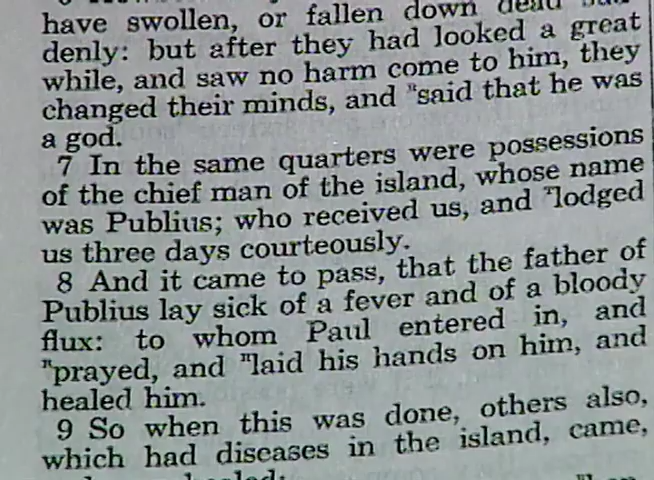 have swollen, or fallen down dead sud-
denly: but after they had looked a great
while, and saw no harm come to him, they
changed their minds, and "said that he was
a god.
7 In the same quarters were possessions
of the chief man of the island, whose name
was Publius; who received us, and "lodged
us three days courteously.
8 And it came to pass, that the father of
Publius lay sick of a fever and of a bloody
flux: to whom Paul entered in, and
"prayed, and "laid his hands on him, and
healed him.
9 So when this was done, others also,
which had diseases in the island, came,